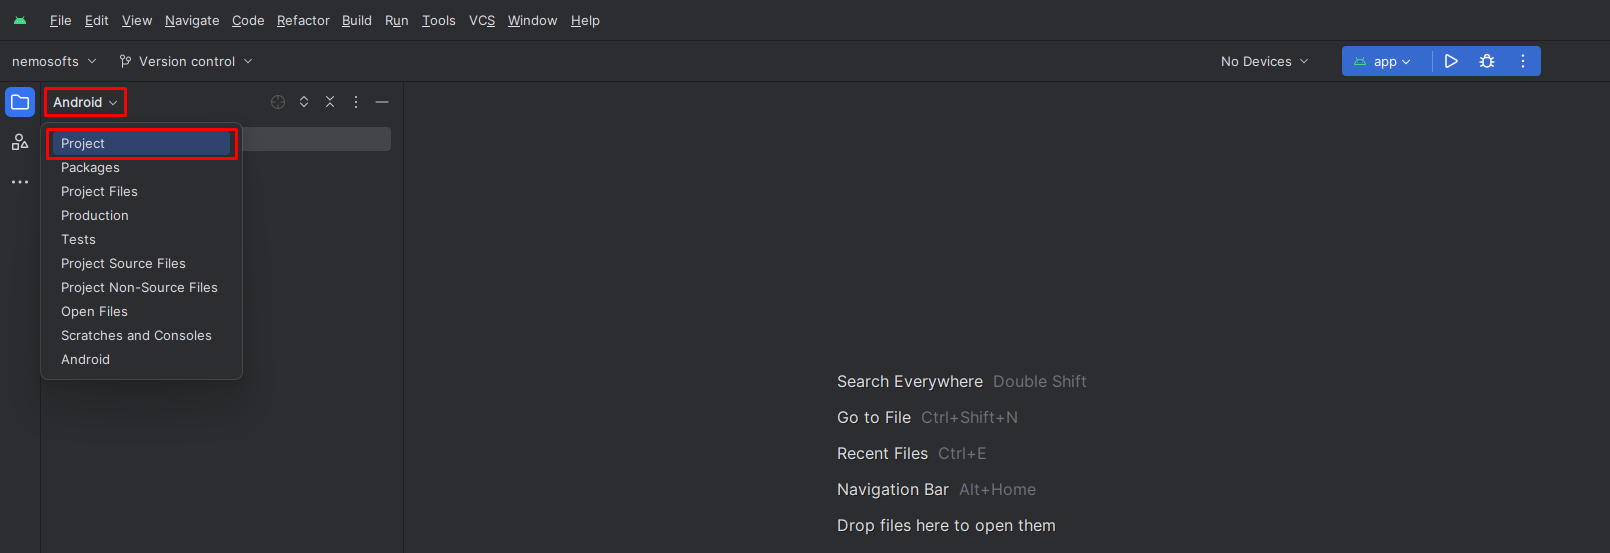 File Edit View Navigate Code Refactor Build Run Tools VCS Window Help
nemosofts Version control No Devices app
Android
Project
Packages
Project Files
Production
Tests
Project Source Files
Project Non-Source Files
Open Files
Scratches and Consoles
Android
Search Everywhere Double Shift
Go to File Ctrl+Shift+N
Recent Files Ctrl+E
Navigation Bar Alt+Home
Drop files here to open them